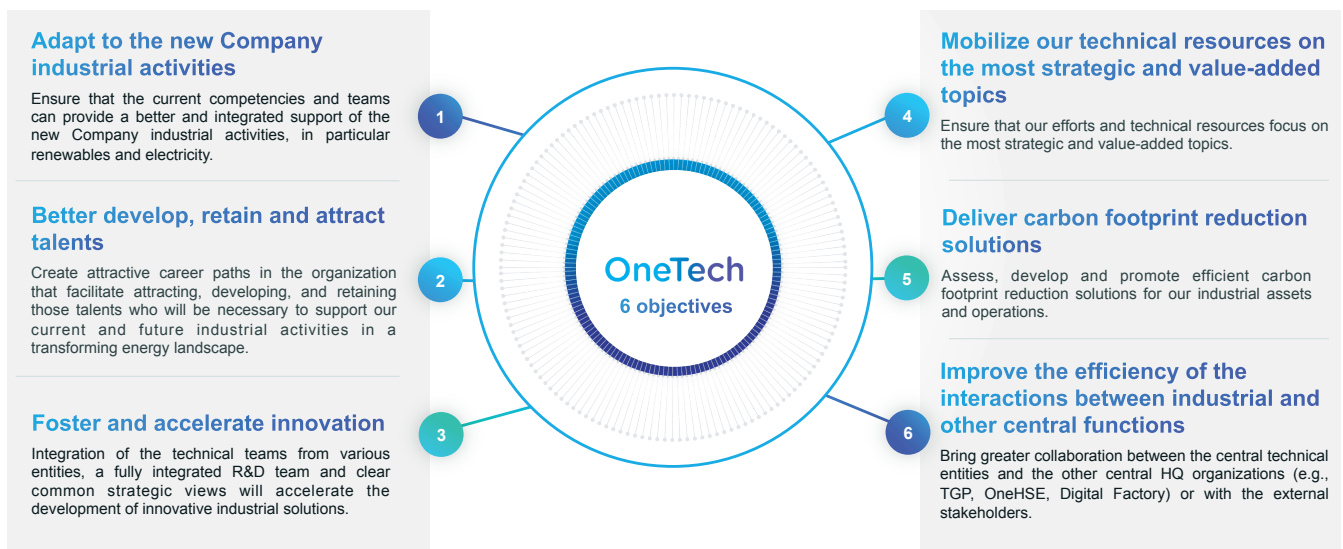 Adapt to the new Company
industrial activities
Ensure that the current competencies and teams
can provide a better and integrated support of the
new Company industrial activities, in particular
renewables and electricity.
1
Better develop, retain and attract
talents
Create attractive career paths in the organization
that facilitate attracting, developing, and retaining
those talents who will be necessary to support our
current and future industrial activities in a
transforming energy landscape.
2
Foster and accelerate innovation
Integration of the technical teams from various
entities, a fully integrated R&D team and clear
common strategic views will accelerate the
development of innovative industrial solutions.
3
OneTech
6 objectives
Mobilize our technical resources on
the most strategic and value-added
topics
Ensure that our efforts and technical resources focus on
the most strategic and value-added topics.
4
Deliver carbon footprint reduction
solutions
Assess, develop and promote efficient carbon
footprint reduction solutions for our industrial assets
and operations.
5
Improve the efficiency of the
interactions between industrial and
other central functions
Bring greater collaboration between the central technical
entities and the other central HQ organizations (e.g.,
TGP, OneHSE, Digital Factory) or with the external
stakeholders.
6